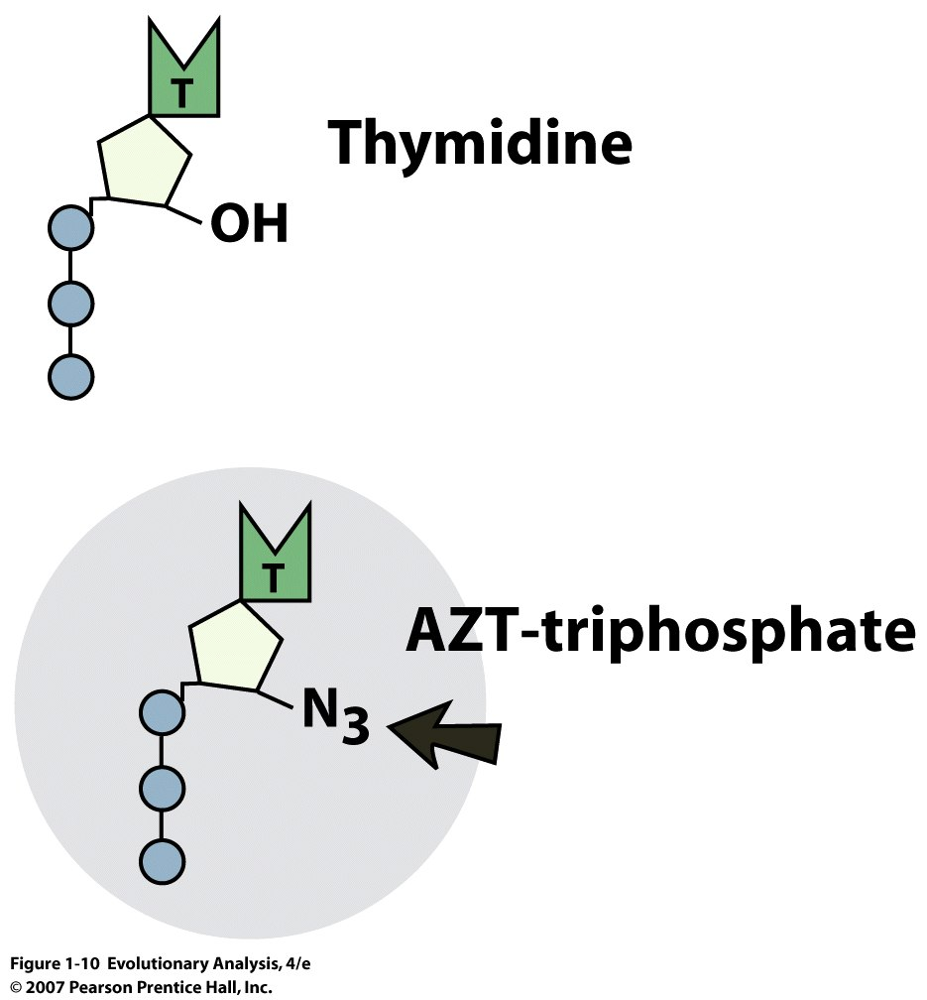 T
Thymidine
OH
T
AZT-triphosphate
N3
Figure 1-10 Evolutionary Analysis, 4/e
© 2007 Pearson Prentice Hall, Inc.